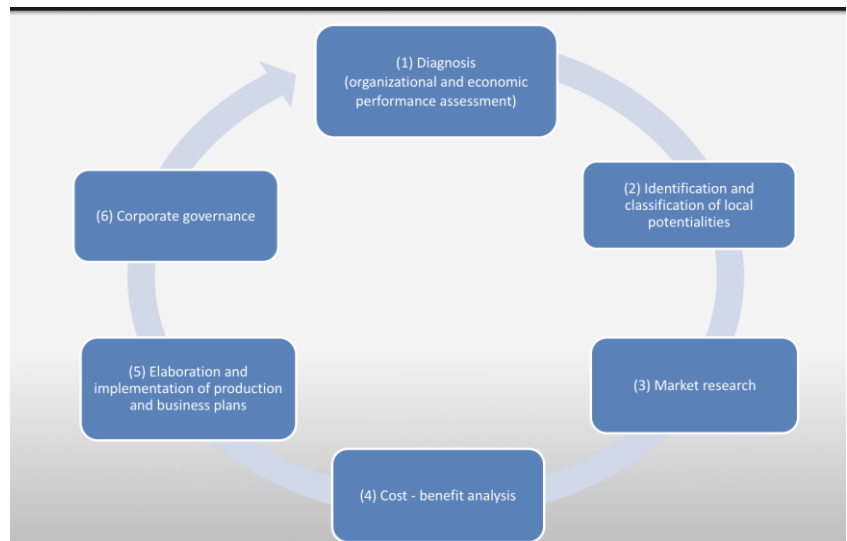 (1) Diagnosis
(organizational and economic
performance assessment)
(2) Identification and
classification of local
potentialities
(3) Market research
(4) Cost - benefit analysis
(5) Elaboration and
implementation of production
and business plans
(6) Corporate governance